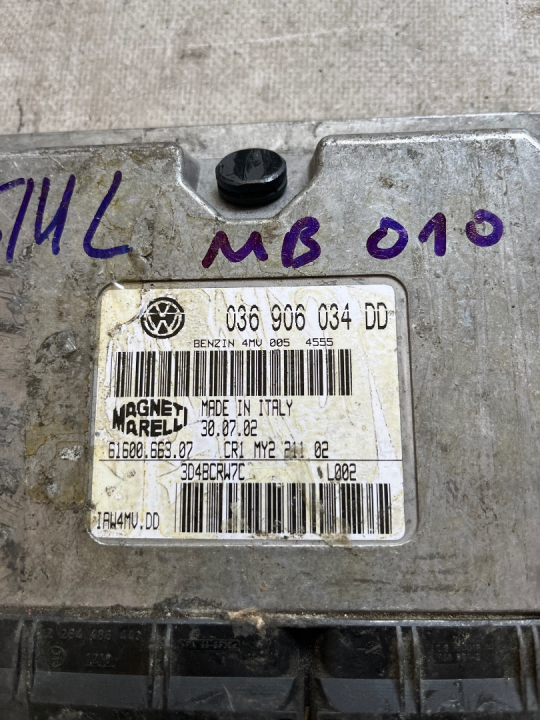 MB 010
036 906 034 DD
BENZIN 4MV 005 4555
MAGNETI MARELLI
MADE IN ITALY
30.07.02
61600.663.07 CR1 MY2 211 02
3D4BCRW7C L002
IAW4MV.DD